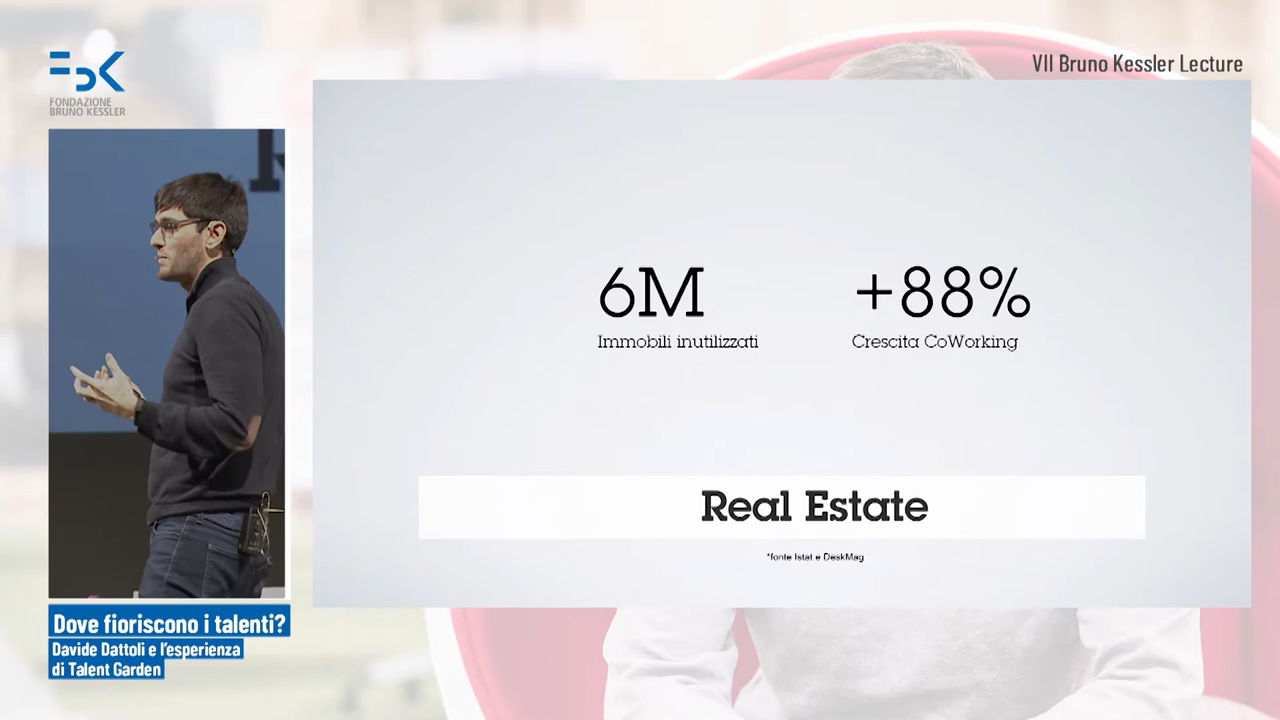 FBK
FONDAZIONE
BRUNO KESSLER
VII Bruno Kessler Lecture
6M
Immobili inutilizzati
+88%
Crescita CoWorking
Real Estate
*fonte Istat e DeskMag
Dove fioriscono i talenti?
Davide Dattoli e l'esperienza
di Talent Garden